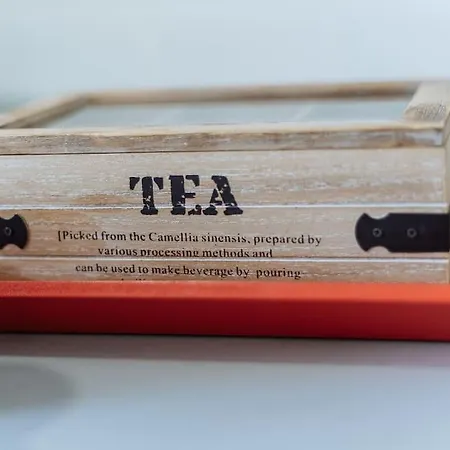 TEA
[Picked from the Camellia sinensis, prepared by
various processing methods and
can be used to make beverage by pouring